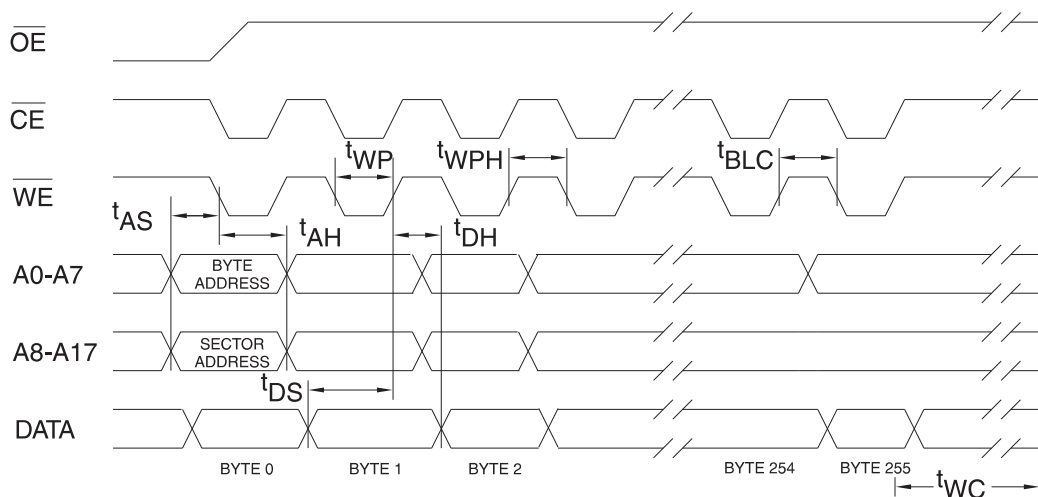 OE
CE
tWP
tWPH
tBLC
WE
tAS
tAH
tDH
A0-A7
BYTE
ADDRESS
A8-A17
SECTOR
ADDRESS
tDS
DATA
BYTE 0
BYTE 1
BYTE 2
BYTE 254
BYTE 255
tWC